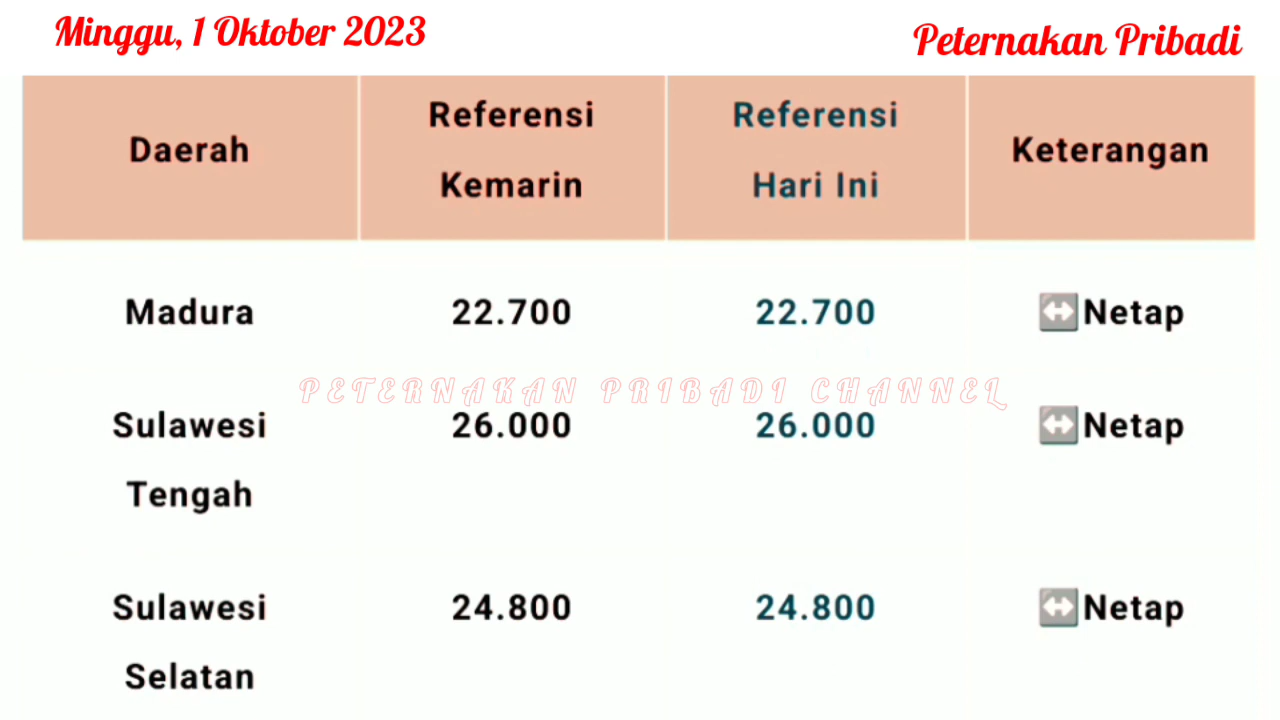 Minggu, 1 Oktober 2023
Peternakan Pribadi
Daerah
Referensi
Kemarin
Referensi
Hari Ini
Keterangan
Madura 22.700 22.700 ↔️Netap
PETERNAKAN PRIBADI CHANNEL
Sulawesi
Tengah
26.000 26.000 ↔️Netap
Sulawesi
Selatan
24.800 24.800 ↔️Netap